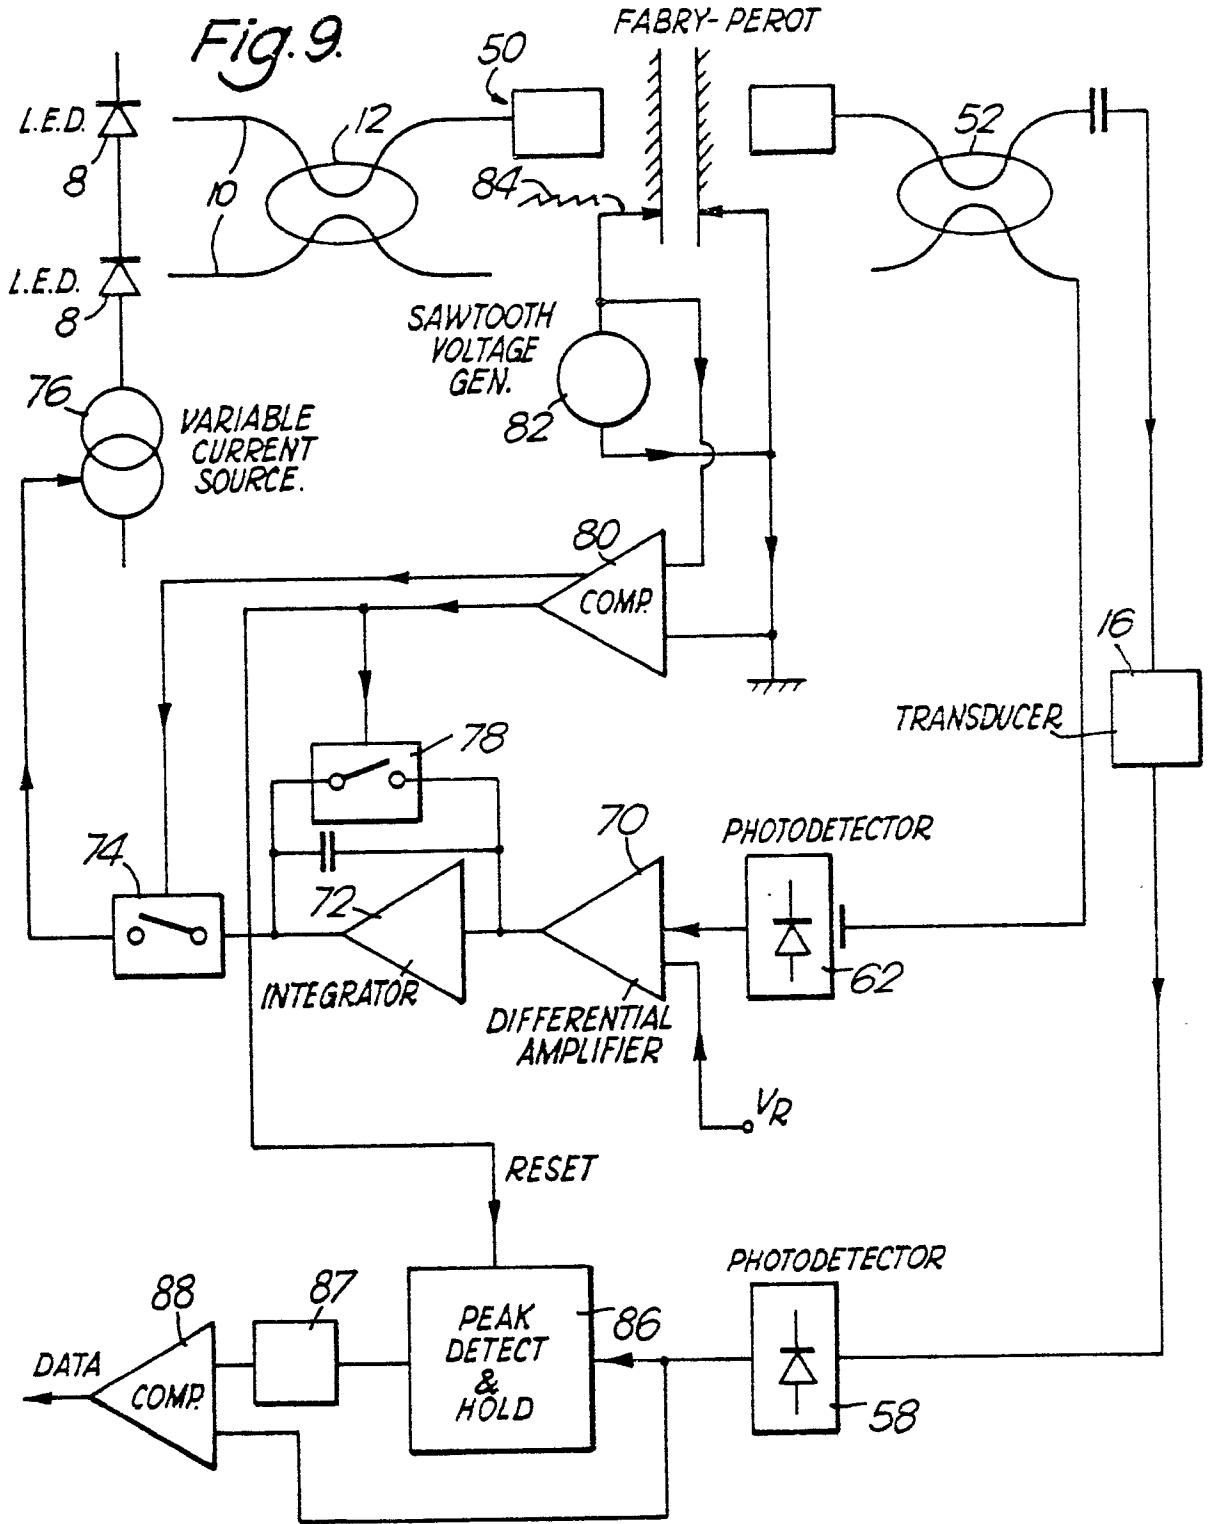 Fig. 9.
FABRY-PEROT
50
L.E.D.
12
52
8
10
84
L.E.D.
8
SAWTOOTH
VOLTAGE
GEN.
76
82
VARIABLE
CURRENT
SOURCE.
80
COMP.
16
TRANSDUCER
78
70
PHOTODETECTOR
74
72
62
INTEGRATOR
DIFFERENTIAL
AMPLIFIER
VR
RESET
PHOTODETECTOR
88
87
PEAK
DETECT
&
HOLD
86
DATA
COMP.
58